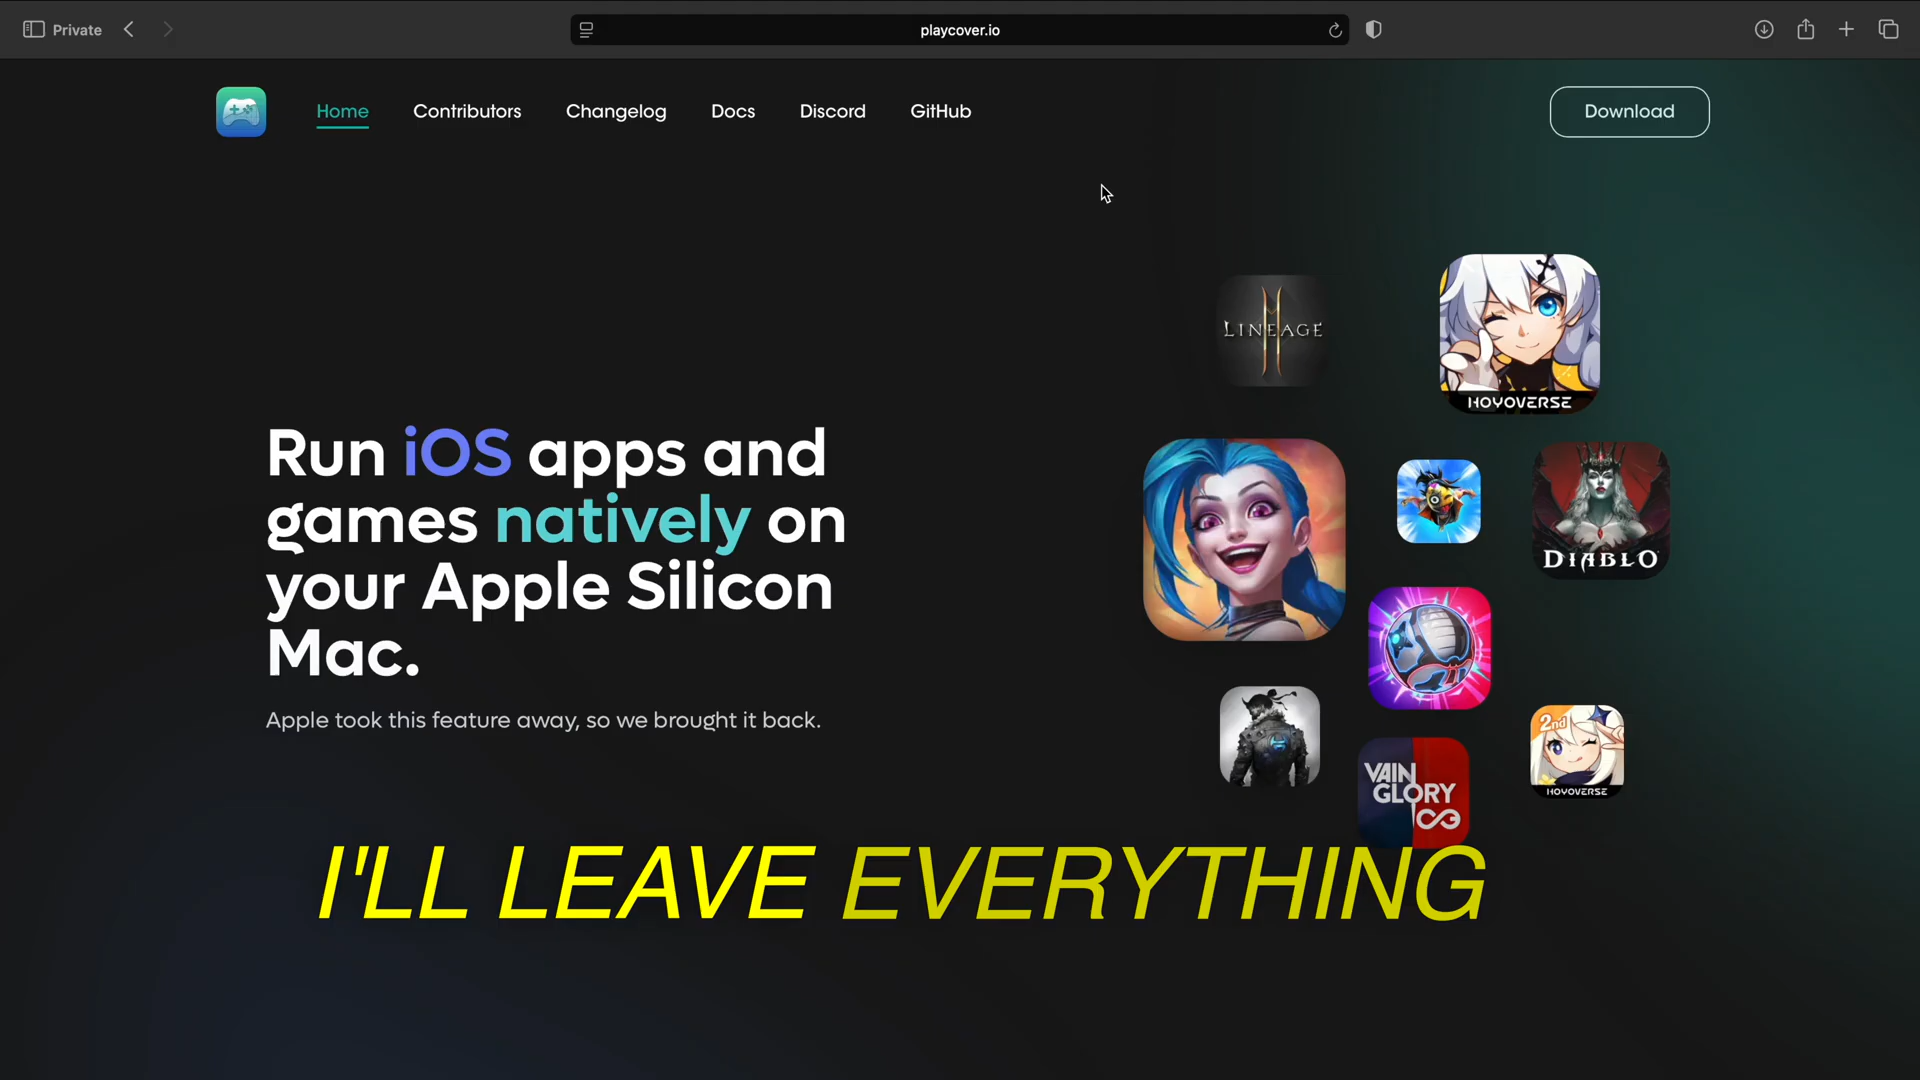 Private
playcover.io
Home Contributors Changelog Docs Discord GitHub Download
LINEAGE
HOYOVERSE
Run iOS apps and
games natively on
your Apple Silicon
Mac.
DIABLO
Apple took this feature away, so we brought it back.
2nd
VAIN
GLORY
HOYOVERSE
I'LL LEAVE EVERYTHING